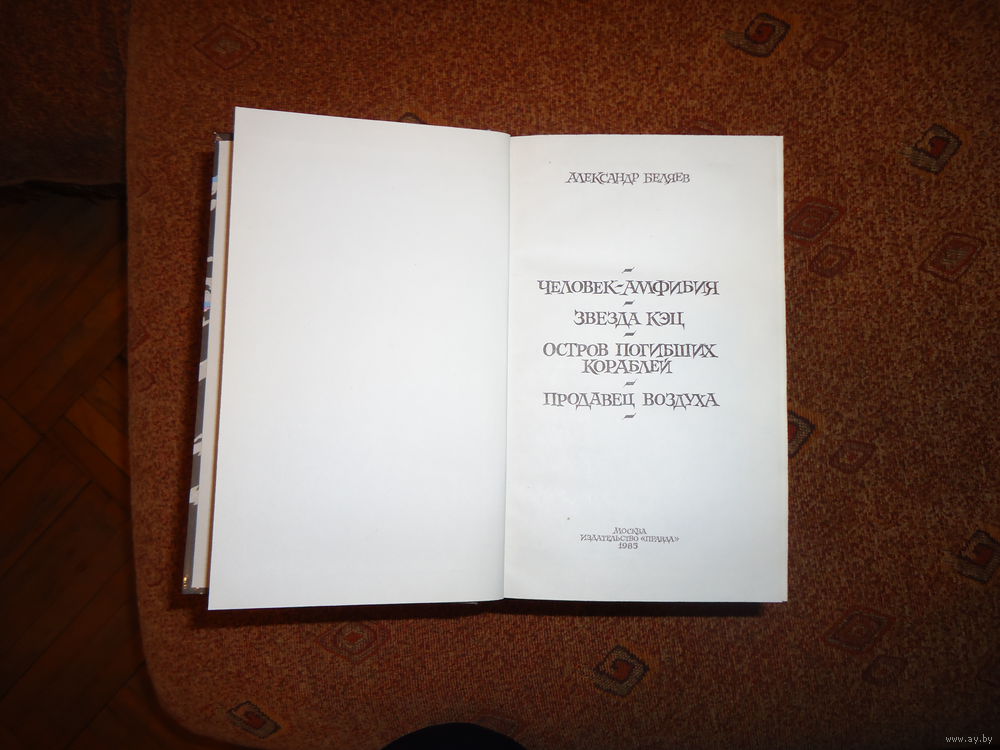 АЛЕКСАНДР БЕЛЯЕВ
ЧЕЛОВЕК-АМФИБИЯ
ЗВЕЗДА КЭЦ
ОСТРОВ ПОГИБШИХ
КОРАБЛЕЙ
ПРОДАВЕЦ ВОЗДУХА
МОСКВА
ИЗДАТЕЛЬСТВО «ПРАВДА»
1985
www.ay.by